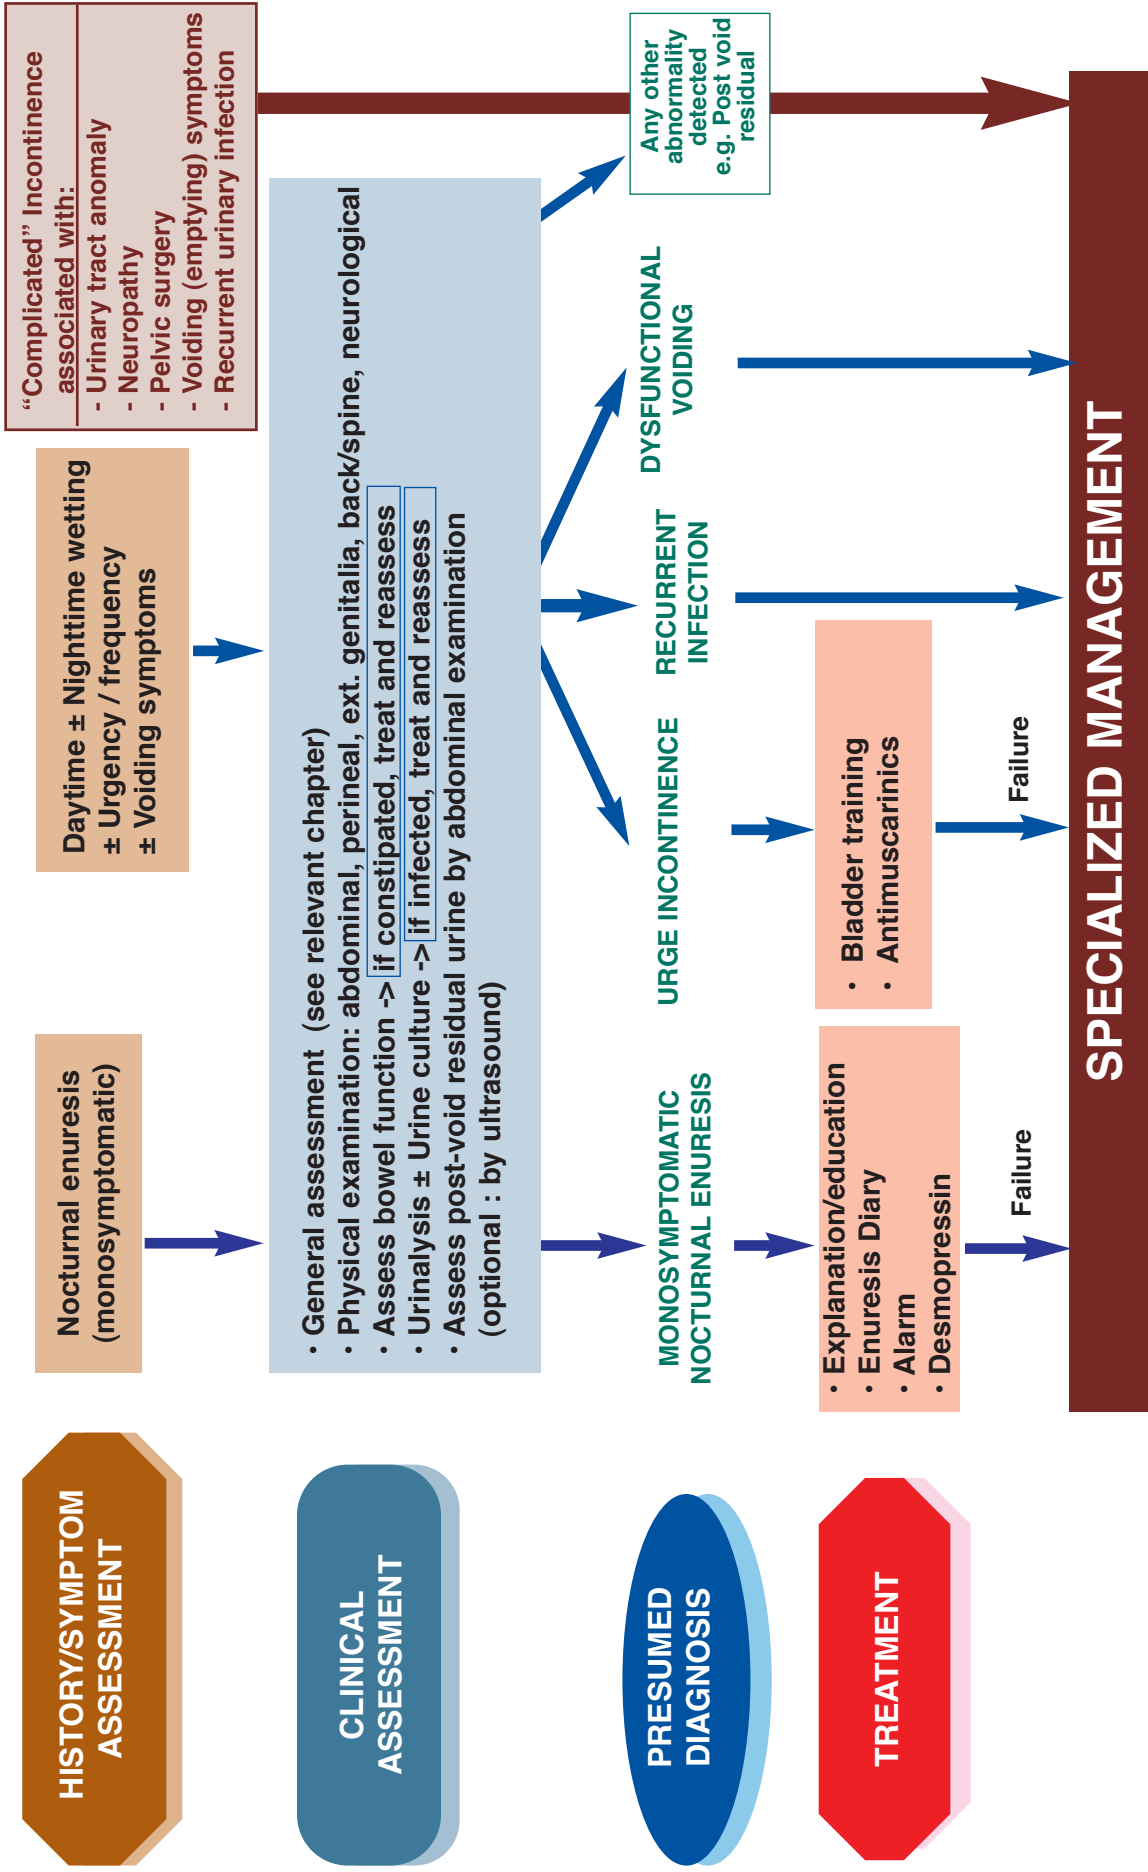 HISTORY/SYMPTOM
ASSESSMENT
Nocturnal enuresis
(monosymptomatic)
Daytime ± Nighttime wetting
± Urgency / frequency
± Voiding symptoms
“Complicated” Incontinence
associated with:
- Urinary tract anomaly
- Neuropathy
- Pelvic surgery
- Voiding (emptying) symptoms
- Recurrent urinary infection
CLINICAL
ASSESSMENT
• General assessment (see relevant chapter)
• Physical examination: abdominal, perineal, ext. genitalia, back/spine, neurological
• Assess bowel function -> if constipated, treat and reassess
• Urinalysis ± Urine culture -> if infected, treat and reassess
• Assess post-void residual urine by abdominal examination
(optional : by ultrasound)
PRESUMED
DIAGNOSIS
MONOSYMPTOMATIC
NOCTURNAL ENURESIS
URGE INCONTINENCE
RECURRENT
INFECTION
DYSFUNCTIONAL
VOIDING
Any other
abnormality
detected
e.g. Post void
residual
TREATMENT
• Explanation/education
• Enuresis Diary
• Alarm
• Desmopressin
• Bladder training
• Antimuscarinics
Failure
Failure
SPECIALIZED MANAGEMENT